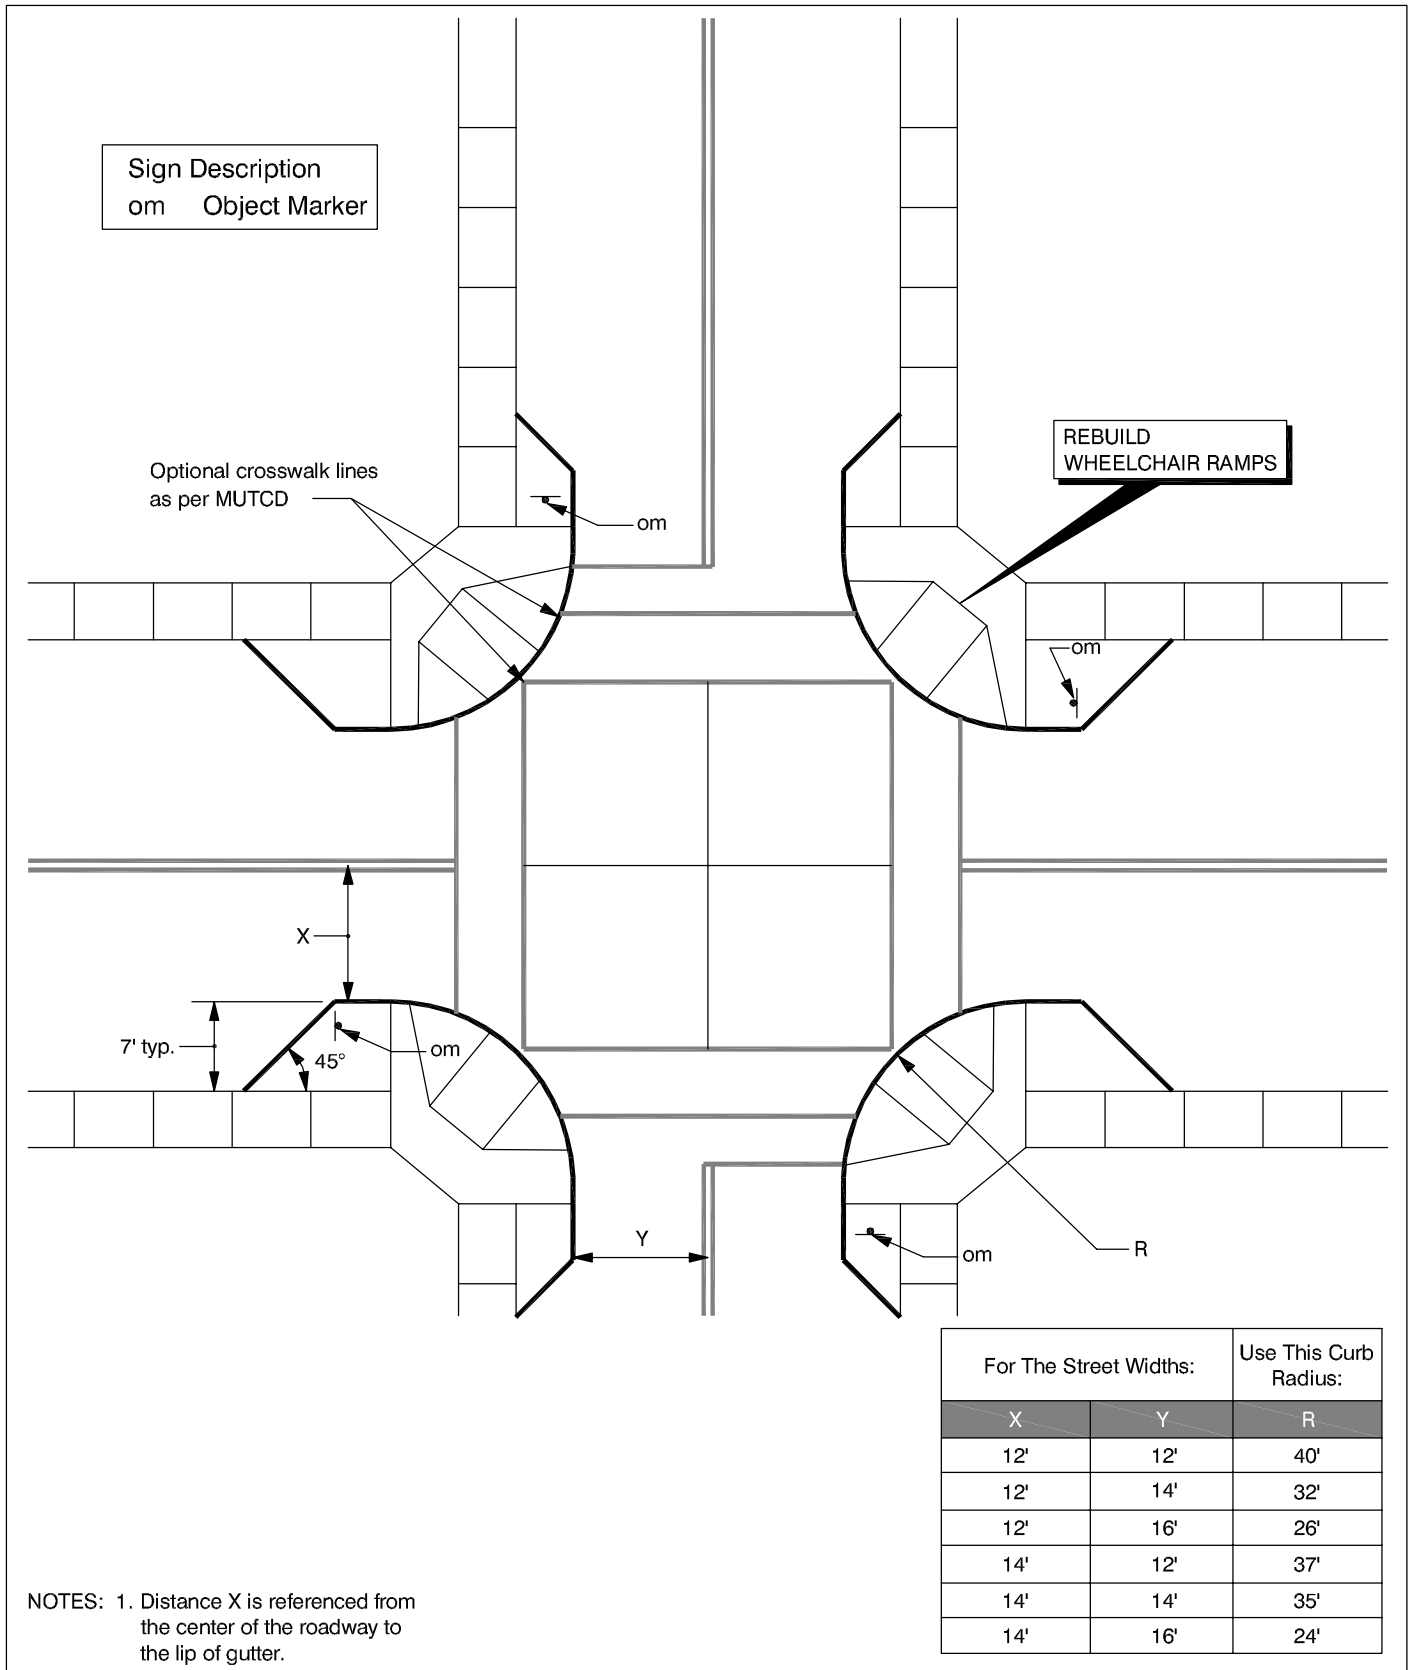 Sign Description
om Object Marker
REBUILD
WHEELCHAIR RAMPS
Optional crosswalk lines
as per MUTCD
om
om
X
7' typ.
45°
om
Y
om
R
For The Street Widths:
Use This Curb
Radius:
X Y R
12' 12' 40'
12' 14' 32'
12' 16' 26'
14' 12' 37'
14' 14' 35'
14' 16' 24'
NOTES: 1. Distance X is referenced from
the center of the roadway to
the lip of gutter.